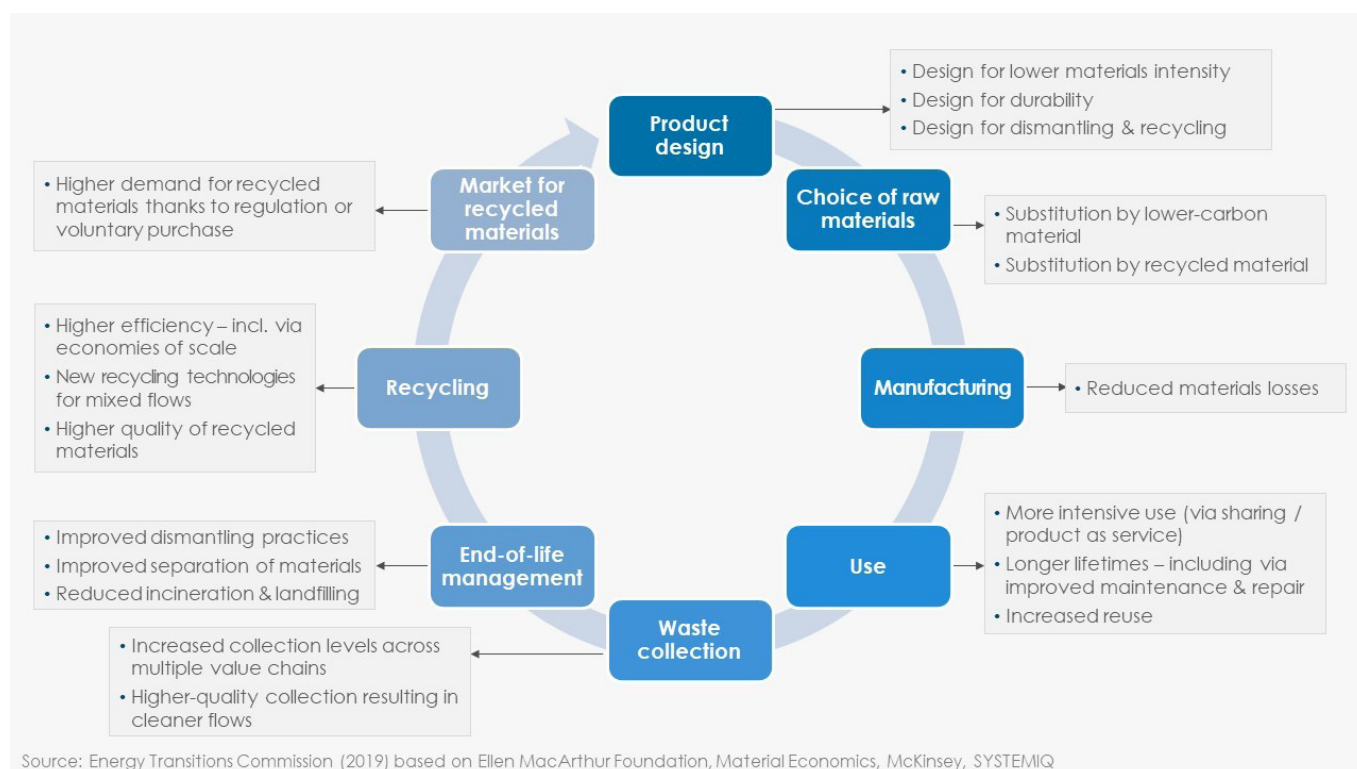 Product
design
• Design for lower materials intensity
• Design for durability
• Design for dismantling & recycling
Choice of raw
materials
• Substitution by lower-carbon
material
• Substitution by recycled material
Manufacturing
• Reduced materials losses
Use
• More intensive use (via sharing /
product as service)
• Longer lifetimes – including via
improved maintenance & repair
• Increased reuse
Waste
collection
• Increased collection levels across
multiple value chains
• Higher-quality collection resulting in
cleaner flows
End-of-life
management
• Improved dismantling practices
• Improved separation of materials
• Reduced incineration & landfilling
Recycling
• Higher efficiency – incl. via
economies of scale
• New recycling technologies
for mixed flows
• Higher quality of recycled
materials
Market for
recycled
materials
• Higher demand for recycled
materials thanks to regulation or
voluntary purchase
Source: Energy Transitions Commission (2019) based on Ellen MacArthur Foundation, Material Economics, McKinsey, SYSTEMIQ